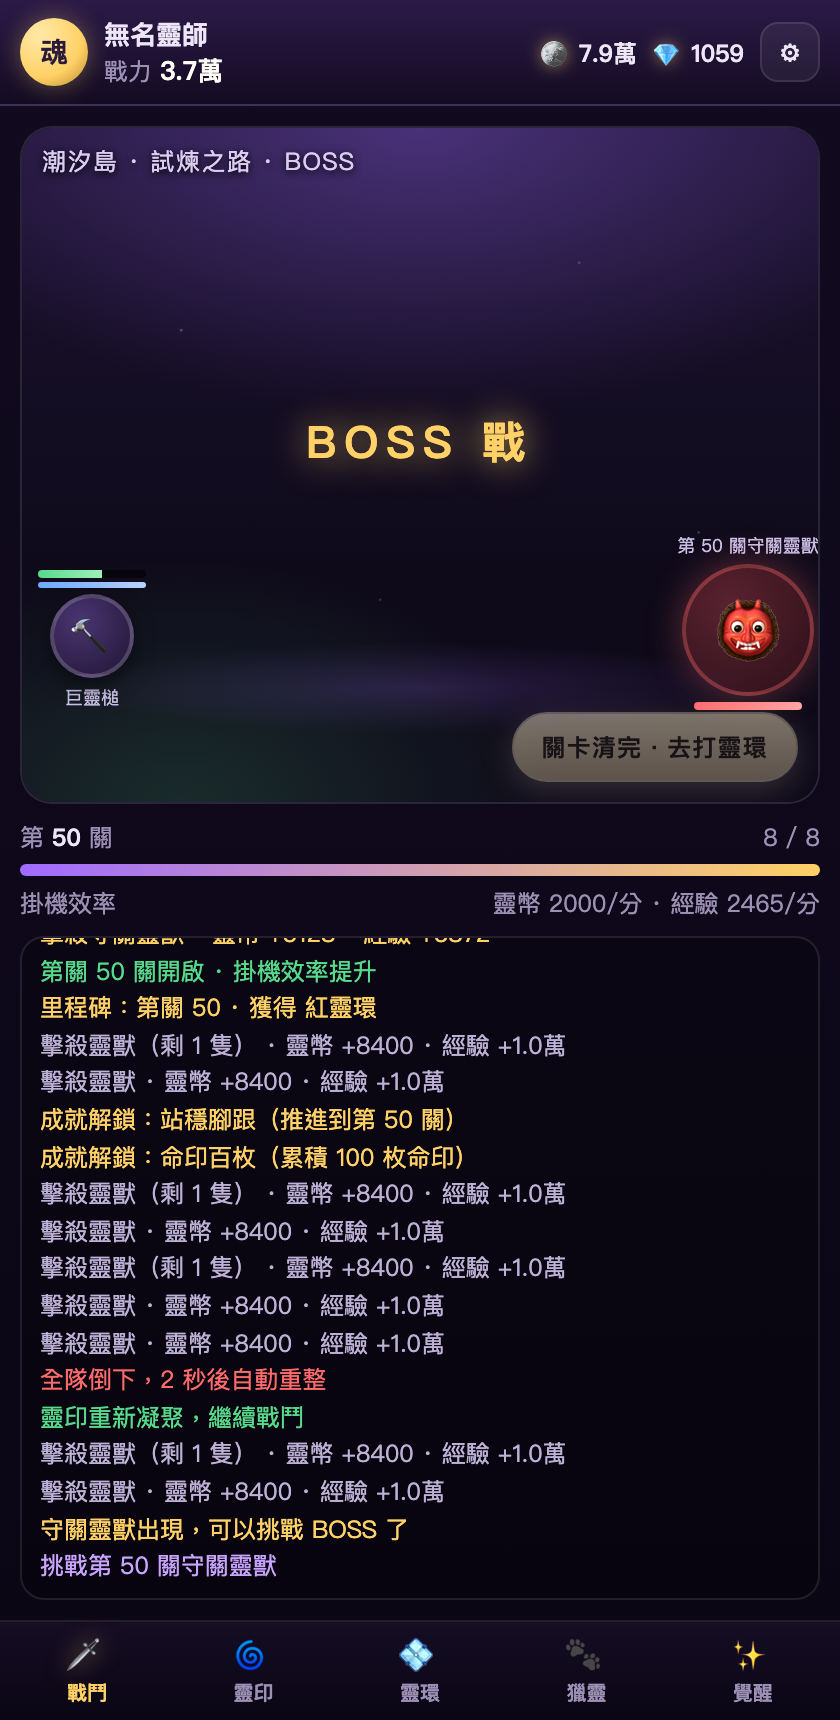 魂
無名靈師
戰力 3.7萬
7.9萬 1059
潮汐島 · 試煉之路 · BOSS
BOSS 戰
第 50 關守關靈獸
巨靈槌
關卡清完 · 去打靈環
第 50 關
8 / 8
掛機效率
靈幣 2000/分 · 經驗 2465/分
第關 50 關開啟 · 掛機效率提升
里程碑：第關 50 · 獲得 紅靈環
擊殺靈獸（剩 1 隻） · 靈幣 +8400 · 經驗 +1.0萬
擊殺靈獸 · 靈幣 +8400 · 經驗 +1.0萬
成就解鎖：站穩腳跟（推進到第 50 關）
成就解鎖：命印百枚（累積 100 枚命印）
擊殺靈獸（剩 1 隻） · 靈幣 +8400 · 經驗 +1.0萬
擊殺靈獸 · 靈幣 +8400 · 經驗 +1.0萬
擊殺靈獸（剩 1 隻） · 靈幣 +8400 · 經驗 +1.0萬
擊殺靈獸 · 靈幣 +8400 · 經驗 +1.0萬
擊殺靈獸 · 靈幣 +8400 · 經驗 +1.0萬
全隊倒下，2 秒後自動重整
靈印重新凝聚，繼續戰鬥
擊殺靈獸（剩 1 隻） · 靈幣 +8400 · 經驗 +1.0萬
擊殺靈獸 · 靈幣 +8400 · 經驗 +1.0萬
守關靈獸出現，可以挑戰 BOSS 了
挑戰第 50 關守關靈獸
戰鬥
靈印
靈環
獵靈
覺醒